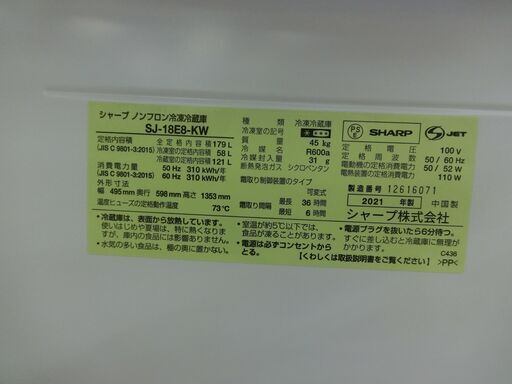 シャープ ノンフロン冷凍冷蔵庫
SJ-18E8-KW
定格内容積 全定格内容積 179 L
(JIS C 9801-3:2015) 冷凍室の定格内容積 58 L
冷蔵室の定格内容積 121 L
消費電力量 50 Hz 310 kWh/年
(JIS C 9801-3:2015) 60 Hz 310 kWh/年
外形寸法
幅 495 mm 奥行 598 mm 高さ 1353 mm
温度ヒューズの定格動作温度 73℃
種類 冷凍冷蔵庫
冷凍室の記号
質量 45 kg
冷媒 R600a
冷媒封入量 31 g
断熱発泡ガス シクロペンタン
霜取り制御装置のタイプ
可変式
霜取り間隔 最長 36 時間
最短 6 時間
PSE SHARP JET
定格電圧 100 V
定格周波数 50 / 60 Hz
電動機の定格消費電力 50 / 52 W
電熱装置の定格消費電力 110 W
製造番号 12616071
2021 年製 中国製
シャープ株式会社
・冷蔵庫は、表面から放熱しています。
使いはじめや夏場は、特に熱くなりますが、庫内の食品には影響ありません。
・水気の多い食品は、棚の奥に置かない。
・室温が約5℃以下では、食品が凍ることがあります。
・電源は必ずコンセントからとる。
・電源プラグを抜いたら6分待つ。
すぐに差し込むと冷蔵庫に無理がかかります。
【くわしくは取扱説明書をご覧ください】
C436
>PP<